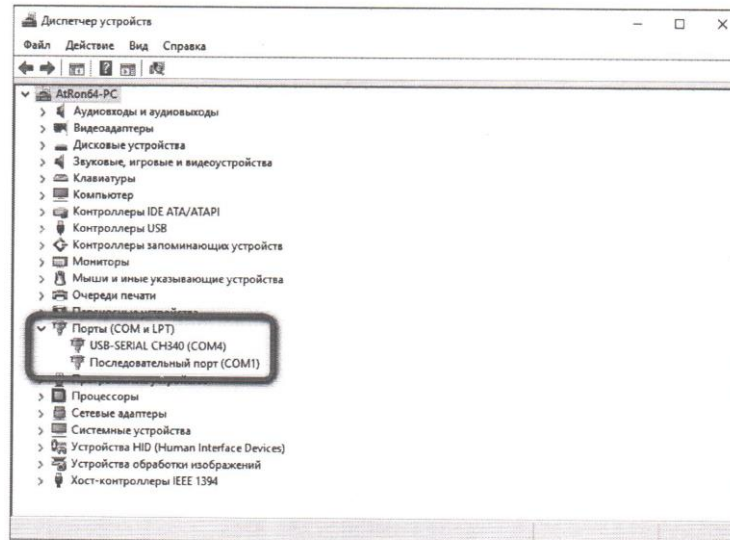 Диспетчер устройств
Файл Действие Вид Справка
AtRon64-PC
Аудиовходы и аудиовыходы
Видеоадаптеры
Дисковые устройства
Звуковые, игровые и видеоустройства
Клавиатуры
Компьютер
Контроллеры IDE ATA/ATAPI
Контроллеры USB
Контроллеры запоминающих устройств
Мониторы
Мыши и иные указывающие устройства
Очереди печати
Порты (COM и LPT)
USB-SERIAL CH340 (COM4)
Последовательный порт (COM1)
Процессоры
Сетевые адаптеры
Системные устройства
Устройства HID (Human Interface Devices)
Устройства обработки изображений
Хост-контроллеры IEEE 1394